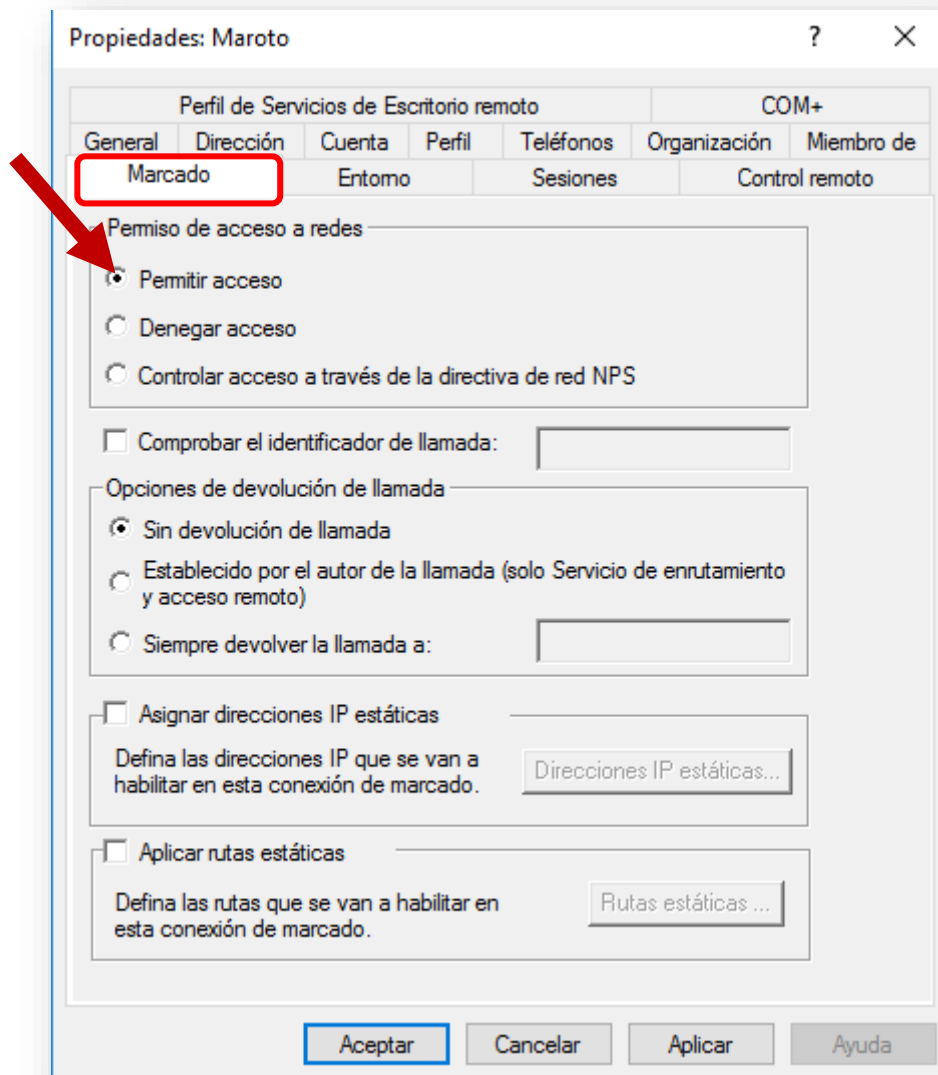 Propiedades: Maroto
?
Perfil de Servicios de Escritorio remoto COM+
General Dirección Cuenta Perfil Teléfonos Organización Miembro de
Marcado Entorno Sesiones Control remoto
Permiso de acceso a redes
Permitir acceso
Denegar acceso
Controlar acceso a través de la directiva de red NPS
Comprobar el identificador de llamada:
Opciones de devolución de llamada
Sin devolución de llamada
Establecido por el autor de la llamada (solo Servicio de enrutamiento
y acceso remoto)
Siempre devolver la llamada a:
Asignar direcciones IP estáticas
Defina las direcciones IP que se van a
habilitar en esta conexión de marcado.
Direcciones IP estáticas...
Aplicar rutas estáticas
Defina las rutas que se van a habilitar en
esta conexión de marcado.
Rutas estáticas ...
Aceptar Cancelar Aplicar Ayuda